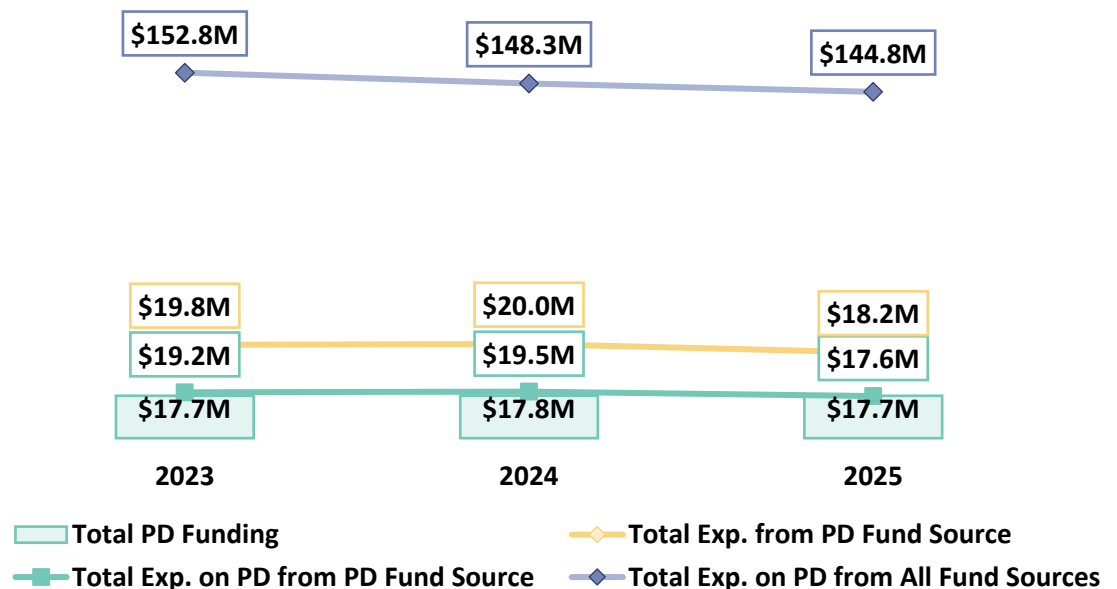 $152.8M
$148.3M
$144.8M
$19.8M
$20.0M
$18.2M
$19.2M
$19.5M
$17.6M
$17.7M
$17.8M
$17.7M
2023
2024
2025
Total PD Funding
Total Exp. from PD Fund Source
Total Exp. on PD from PD Fund Source
Total Exp. on PD from All Fund Sources